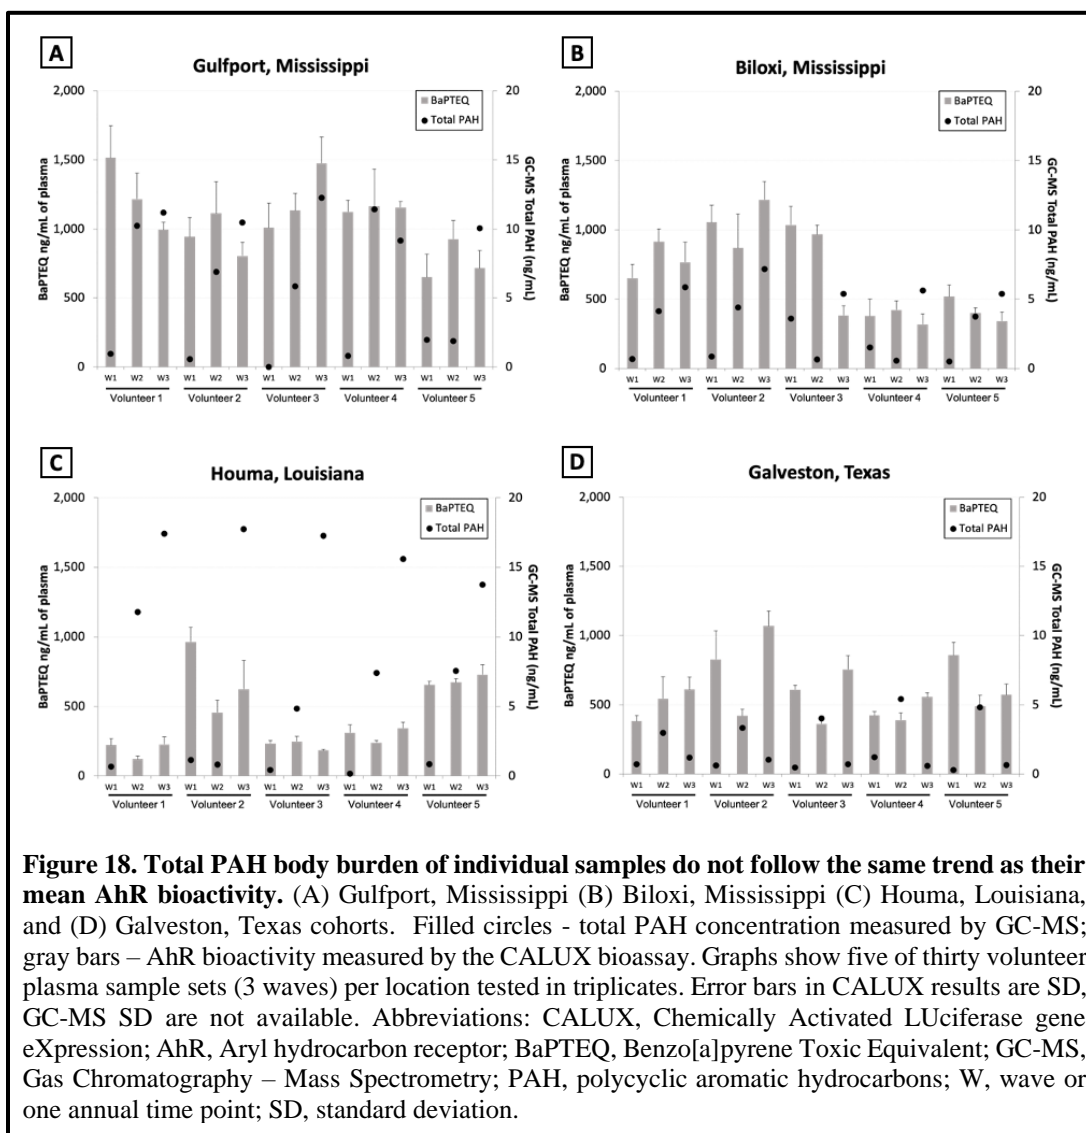 A
Gulfport, Mississippi
2,000
1,500
1,000
500
0
BaPTEQ ng/mL of plasma
BaPTEQ
Total PAH
20
15
10
5
0
GC-MS Total PAH (ng/mL)
W1 W2 W3 W1 W2 W3 W1 W2 W3 W1 W2 W3 W1 W2 W3
Volunteer 1 Volunteer 2 Volunteer 3 Volunteer 4 Volunteer 5
B
Biloxi, Mississippi
2,000
1,500
1,000
500
0
BaPTEQ ng/mL of plasma
BaPTEQ
Total PAH
20
15
10
5
0
GC-MS Total PAH (ng/mL)
W1 W2 W3 W1 W2 W3 W1 W2 W3 W1 W2 W3 W1 W2 W3
Volunteer 1 Volunteer 2 Volunteer 3 Volunteer 4 Volunteer 5
C
Houma, Louisiana
2,000
1,500
1,000
500
0
BaPTEQ ng/mL of plasma
BaPTEQ
Total PAH
20
15
10
5
0
GC-MS Total PAH (ng/mL)
W1 W2 W3 W1 W2 W3 W1 W2 W3 W1 W2 W3 W1 W2 W3
Volunteer 1 Volunteer 2 Volunteer 3 Volunteer 4 Volunteer 5
D
Galveston, Texas
2,000
1,500
1,000
500
0
BaPTEQ ng/mL of plasma
BaPTEQ
Total PAH
20
15
10
5
0
GC-MS Total PAH (ng/mL)
W1 W2 W3 W1 W2 W3 W1 W2 W3 W1 W2 W3 W1 W2 W3
Volunteer 1 Volunteer 2 Volunteer 3 Volunteer 4 Volunteer 5
Figure 18. Total PAH body burden of individual samples do not follow the same trend as their
mean AhR bioactivity. (A) Gulfport, Mississippi (B) Biloxi, Mississippi (C) Houma, Louisiana,
and (D) Galveston, Texas cohorts. Filled circles - total PAH concentration measured by GC-MS;
gray bars – AhR bioactivity measured by the CALUX bioassay. Graphs show five of thirty volunteer
plasma sample sets (3 waves) per location tested in triplicates. Error bars in CALUX results are SD,
GC-MS SD are not available. Abbreviations: CALUX, Chemically Activated LUciferase gene
eXpression; AhR, Aryl hydrocarbon receptor; BaPTEQ, Benzo[a]pyrene Toxic Equivalent; GC-MS,
Gas Chromatography – Mass Spectrometry; PAH, polycyclic aromatic hydrocarbons; W, wave or
one annual time point; SD, standard deviation.